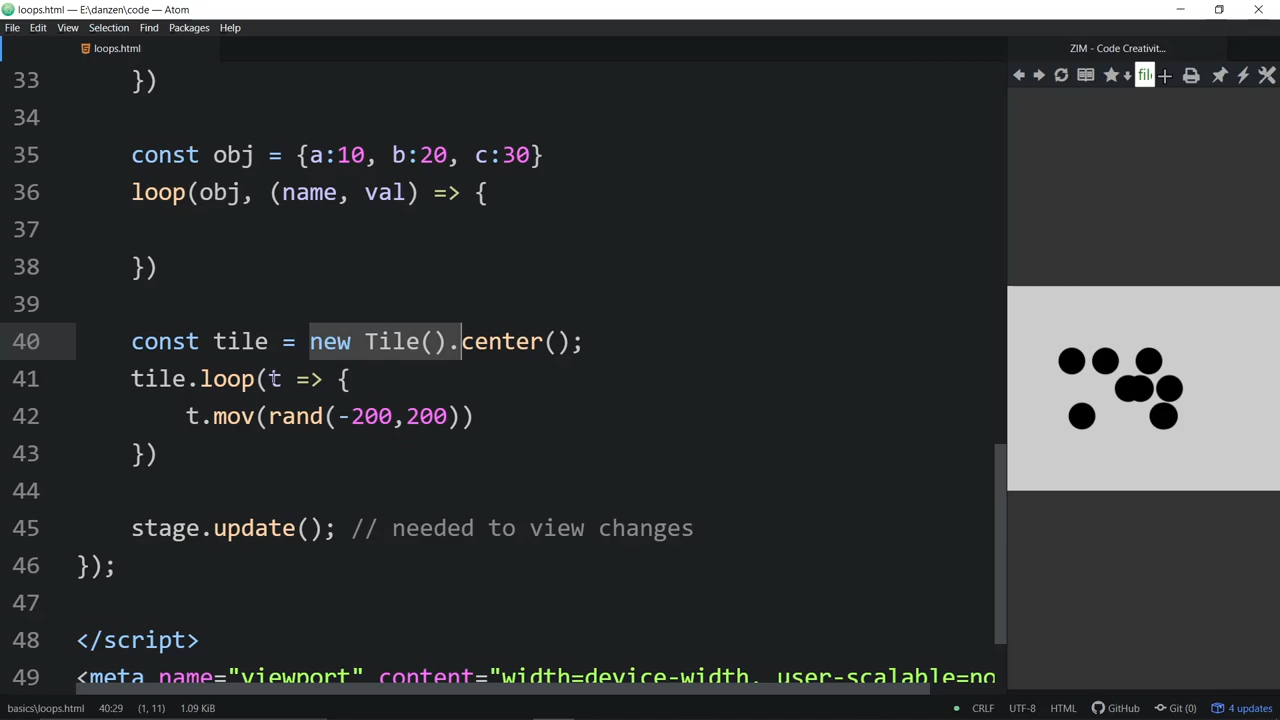 loops.html — E:\danzen\code — Atom
File Edit View Selection Find Packages Help
loops.html
ZIM - Code Creativit...
33 })
34
35 const obj = {a:10, b:20, c:30}
36 loop(obj, (name, val) => {
37
38 })
39
40 const tile = new Tile().center();
41 tile.loop(t => {
42 t.mov(rand(-200,200))
43 })
44
45 stage.update(); // needed to view changes
46 });
47
48 </script>
49 <meta name="viewport" content="width=device-width, user-scalable=no
basics\loops.html 40:29 (1, 11) 1.09 KiB CRLF UTF-8 HTML GitHub Git (0) 4 updates